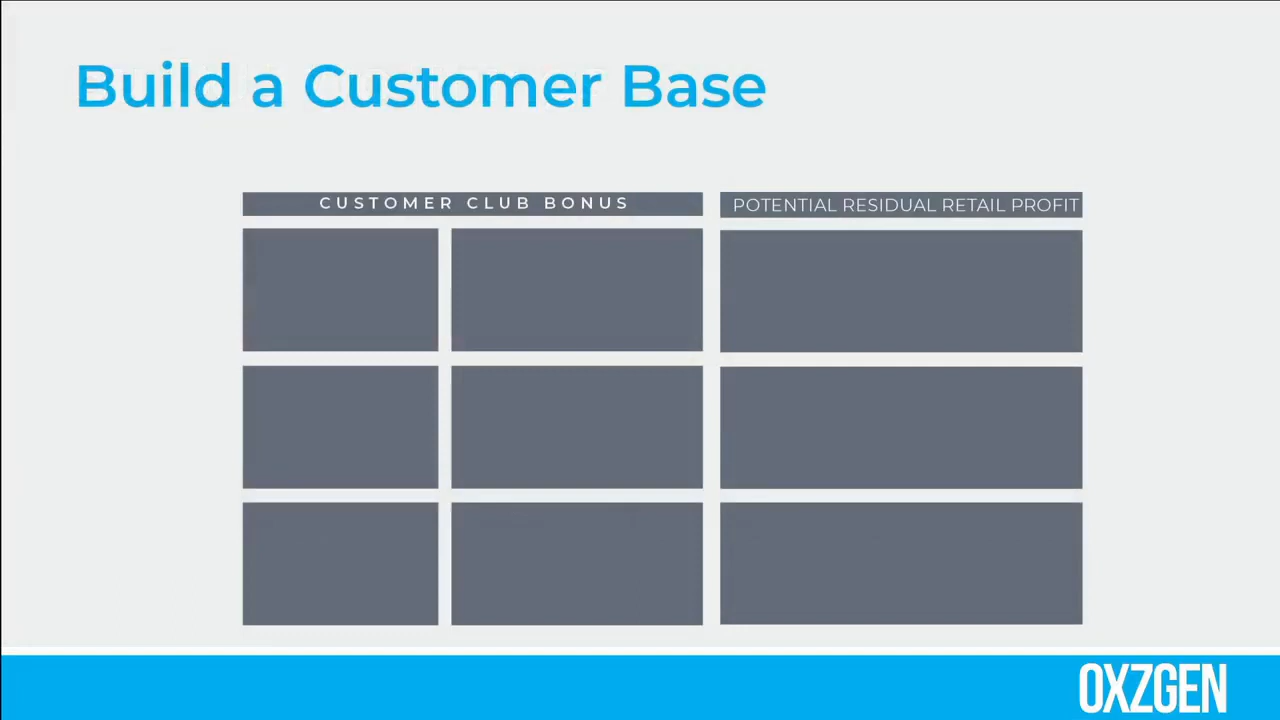 Build a Customer Base
CUSTOMER CLUB BONUS
POTENTIAL RESIDUAL RETAIL PROFIT
OXZGEN